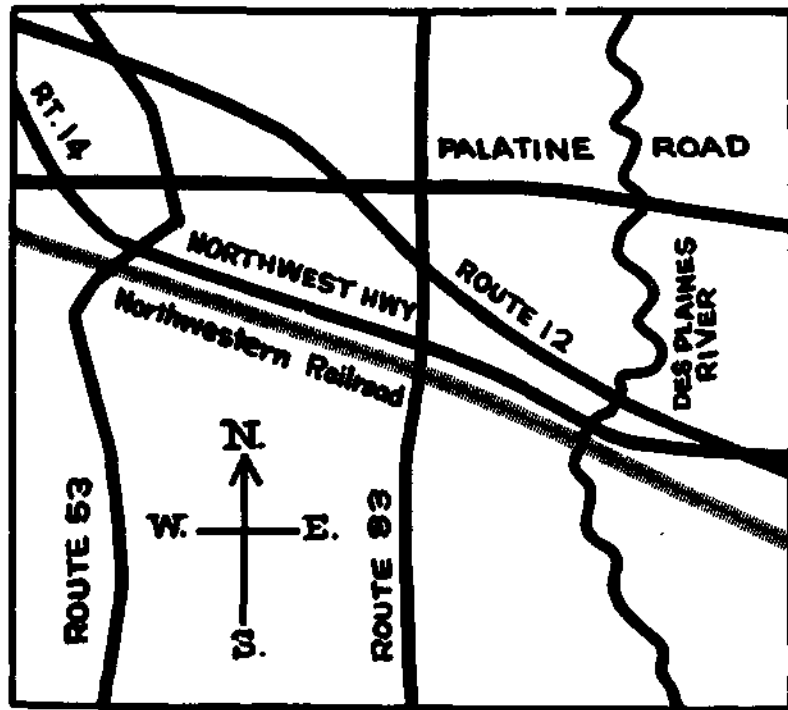 RT. 14
PALATINE ROAD
NORTHWEST HWY
Northwestern Railroad
ROUTE 12
DES PLAINES
RIVER
N.
W. E.
S.
ROUTE 53
ROUTE 83